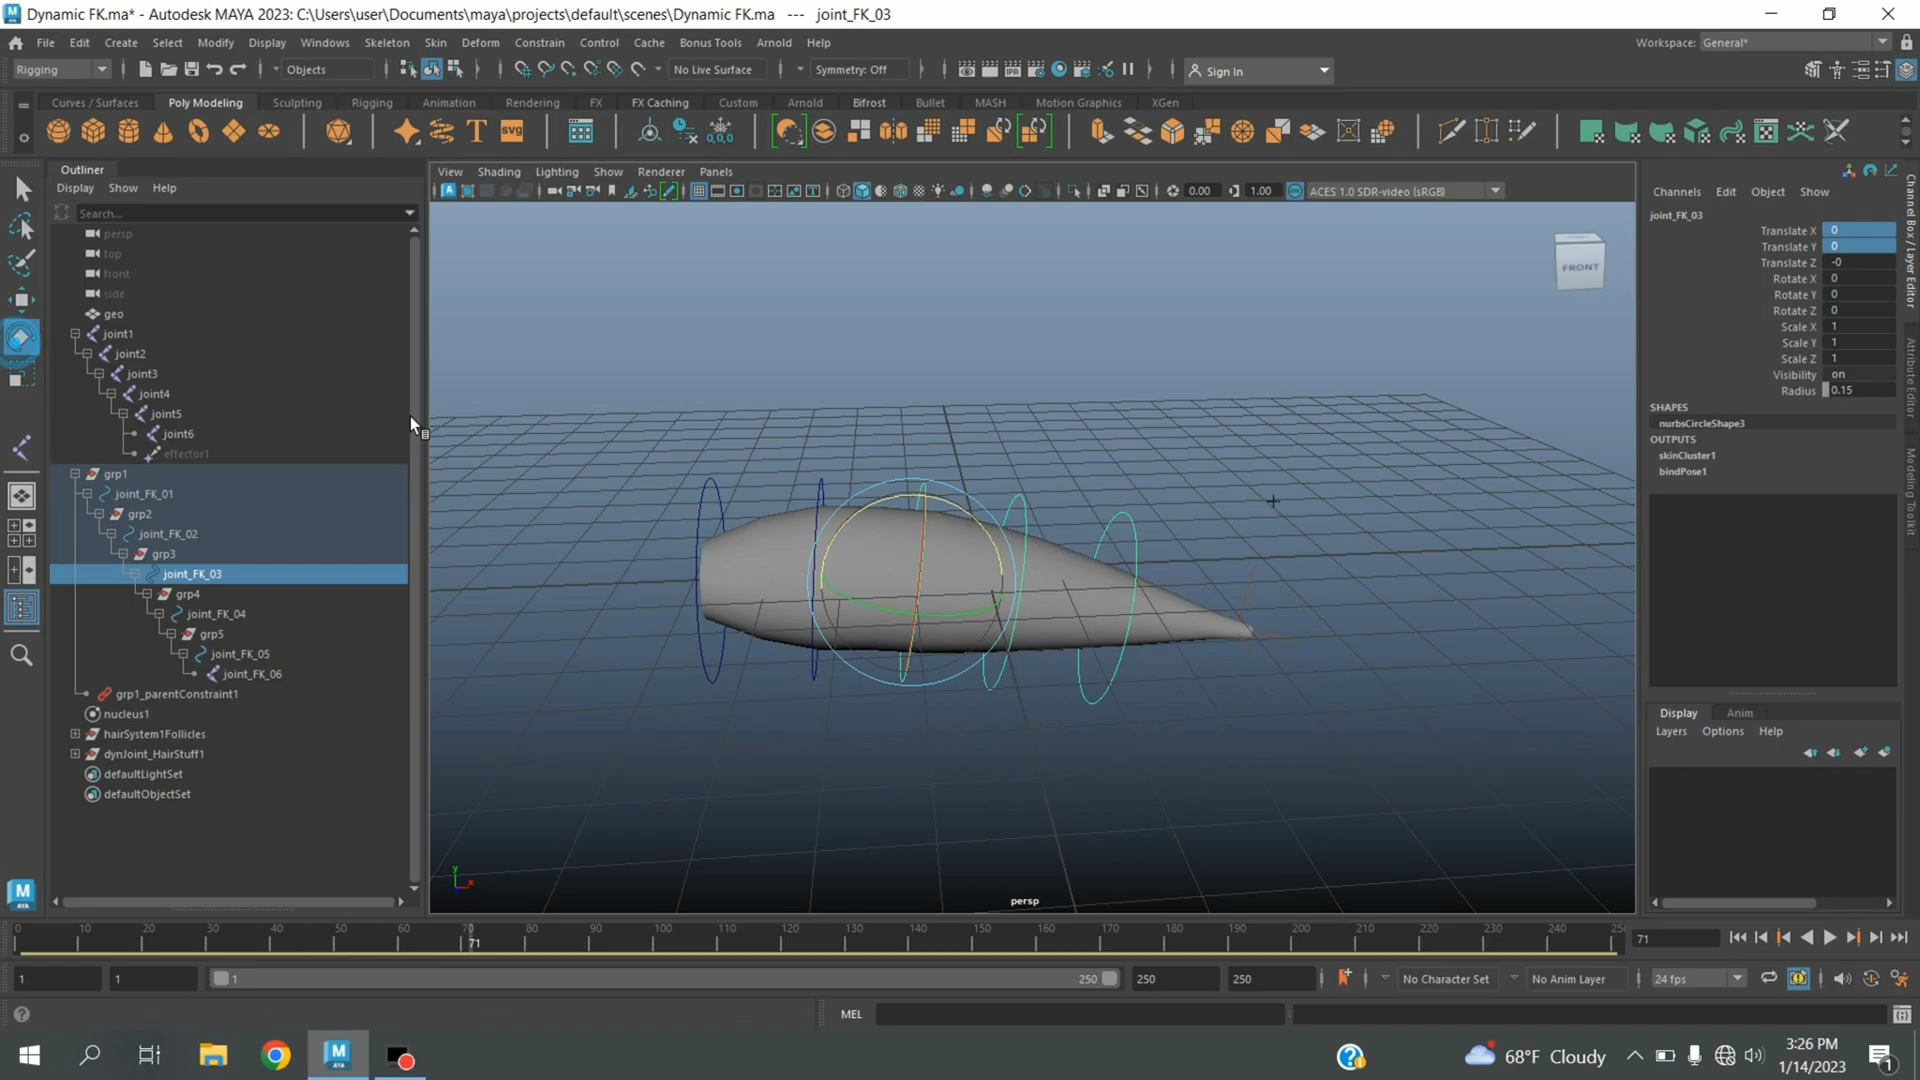 Dynamic FK.ma* - Autodesk MAYA 2023: C:\Users\user\Documents\maya\projects\default\scenes\Dynamic FK.ma   ---   joint_FK_03
File Edit Create Select Modify Display Windows Skeleton Skin Deform Constrain Control Cache Bonus Tools Arnold Help
Workspace: General*
Rigging Objects No Live Surface Symmetry: Off Sign In
Curves / Surfaces Poly Modeling Sculpting Rigging Animation Rendering FX FX Caching Custom Arnold Bifrost Bullet MASH Motion Graphics XGen
Outliner
Display Show Help
Search...
persp
top
front
side
geo
joint1
joint2
joint3
joint4
joint5
joint6
effector1
grp1
joint_FK_01
grp2
joint_FK_02
grp3
joint_FK_03
grp4
joint_FK_04
grp5
joint_FK_05
joint_FK_06
grp1_parentConstraint1
nucleus1
hairSystem1Follicles
dynJoint_HairStuff1
defaultLightSet
defaultObjectSet
View Shading Lighting Show Renderer Panels
0.00 1.00 ACES 1.0 SDR-video (sRGB)
FRONT
persp
Channels Edit Object Show
joint_FK_03
Translate X 0
Translate Y 0
Translate Z -0
Rotate X 0
Rotate Y 0
Rotate Z 0
Scale X 1
Scale Y 1
Scale Z 1
Visibility on
Radius 0.15
SHAPES
nurbsCircleShape3
OUTPUTS
skinCluster1
bindPose1
Display Anim
Layers Options Help
Channel Box / Layer Editor
Attribute Editor
Modeling Toolkit
0 10 20 30 40 50 60 70 80 90 100 110 120 130 140 150 160 170 180 190 200 210 220 230 240 25
71
71
1 1 1 250 250 250 No Character Set No Anim Layer 24 fps
MEL
68°F Cloudy
3:26 PM
1/14/2023
1